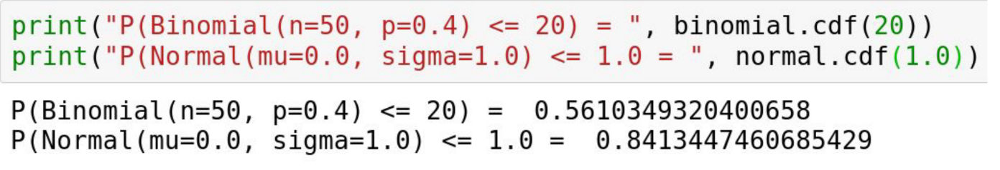 print("P(Binomial(n=50, p=0.4) <= 20) = ", binomial.cdf(20))
print("P(Normal(mu=0.0, sigma=1.0) <= 1.0 = ", normal.cdf(1.0))
P(Binomial(n=50, p=0.4) <= 20) =  0.5610349320400658
P(Normal(mu=0.0, sigma=1.0) <= 1.0 =  0.8413447460685429